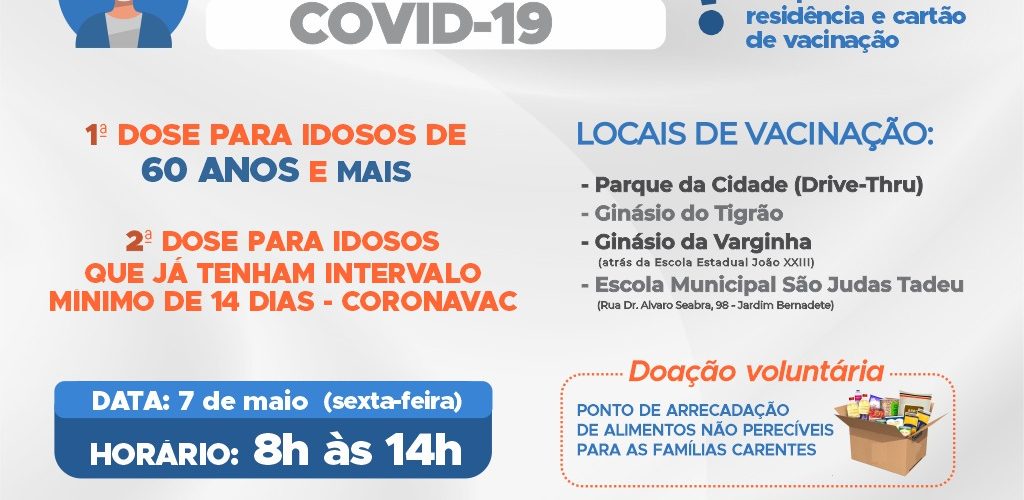 COVID-19
residência e cartão
de vacinação
1ª DOSE PARA IDOSOS DE
60 ANOS E MAIS
2ª DOSE PARA IDOSOS
QUE JÁ TENHAM INTERVALO
MÍNIMO DE 14 DIAS - CORONAVAC
DATA: 7 de maio (sexta-feira)
HORÁRIO: 8h às 14h
LOCAIS DE VACINAÇÃO:
- Parque da Cidade (Drive-Thru)
- Ginásio do Tigrão
- Ginásio da Varginha
(atrás da Escola Estadual João XXIII)
- Escola Municipal São Judas Tadeu
(Rua Dr. Alvaro Seabra, 98 - Jardim Bernadete)
Doação voluntária
PONTO DE ARRECADAÇÃO
DE ALIMENTOS NÃO PERECÍVEIS
PARA AS FAMÍLIAS CARENTES